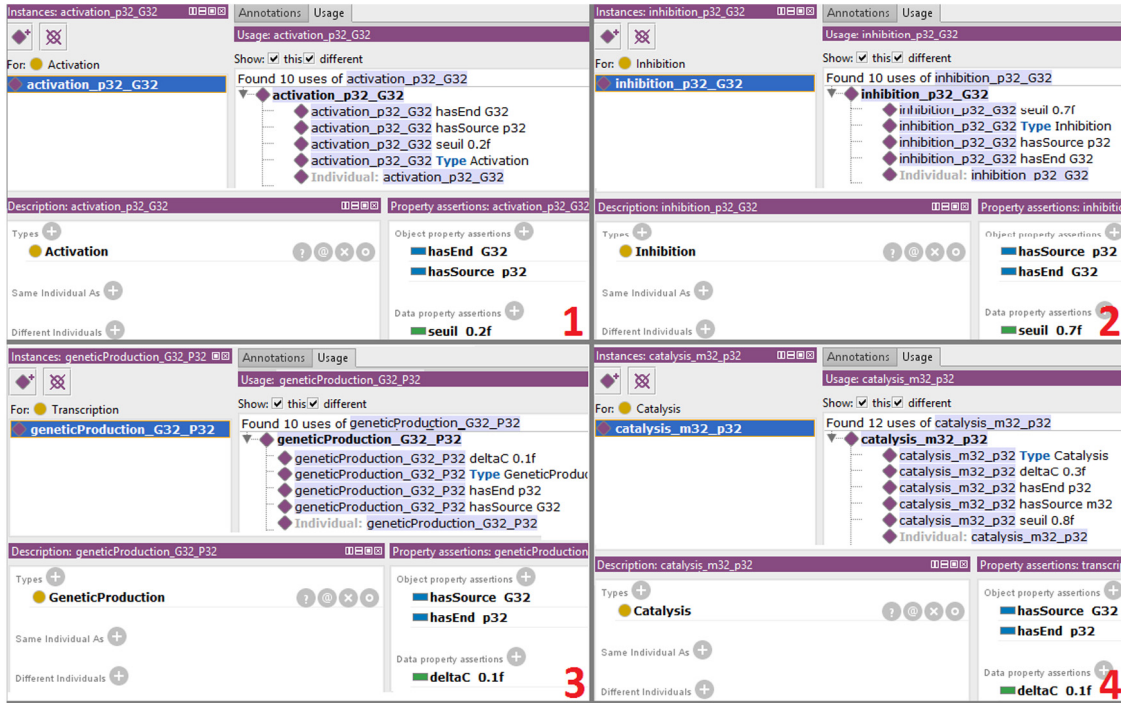 Instances: activation_p32_G32
Annotations Usage
Usage: activation_p32_G32
Show: this different
For: Activation
activation_p32_G32
Found 10 uses of activation_p32_G32
activation_p32_G32
activation_p32_G32 hasEnd G32
activation_p32_G32 hasSource p32
activation_p32_G32 seuil 0.2f
activation_p32_G32 Type Activation
Individual: activation_p32_G32
Description: activation_p32_G32
Property assertions: activation_p32_G32
Types
Activation
? @ X O
Same Individual As
Different Individuals
Object property assertions
hasEnd G32
hasSource p32
Data property assertions
seuil 0.2f
1
Instances: inhibition_p32_G32
Annotations Usage
Usage: inhibition_p32_G32
Show: this different
For: Inhibition
inhibition_p32_G32
Found 10 uses of inhibition_p32_G32
inhibition_p32_G32
inhibition_p32_G32 seuil 0.7f
inhibition_p32_G32 Type Inhibition
inhibition_p32_G32 hasSource p32
inhibition_p32_G32 hasEnd G32
Individual: inhibition_p32_G32
Description: inhibition_p32_G32
Property assertions: inhibitio
Types
Inhibition
? @ X O
Same Individual As
Different Individuals
Object property assertions
hasSource p32
hasEnd G32
Data property assertions
seuil 0.7f
2
Instances: geneticProduction_G32_P32
Annotations Usage
Usage: geneticProduction_G32_P32
Show: this different
For: Transcription
geneticProduction_G32_P32
Found 10 uses of geneticProduction_G32_P32
geneticProduction_G32_P32
geneticProduction_G32_P32 deltaC 0.1f
geneticProduction_G32_P32 Type GeneticProduc
geneticProduction_G32_P32 hasEnd p32
geneticProduction_G32_P32 hasSource G32
Individual: geneticProduction_G32_P32
Description: geneticProduction_G32_P32
Property assertions: geneticProduction
Types
GeneticProduction
? @ X O
Same Individual As
Different Individuals
Object property assertions
hasSource G32
hasEnd p32
Data property assertions
deltaC 0.1f
3
Instances: catalysis_m32_p32
Annotations Usage
Usage: catalysis_m32_p32
Show: this different
For: Catalysis
catalysis_m32_p32
Found 12 uses of catalysis_m32_p32
catalysis_m32_p32
catalysis_m32_p32 Type Catalysis
catalysis_m32_p32 deltaC 0.3f
catalysis_m32_p32 hasEnd p32
catalysis_m32_p32 hasSource m32
catalysis_m32_p32 seuil 0.8f
Individual: catalysis_m32_p32
Description: catalysis_m32_p32
Property assertions: transcrip
Types
Catalysis
? @ X O
Same Individual As
Different Individuals
Object property assertions
hasSource G32
hasEnd p32
Data property assertions
deltaC 0.1f
4